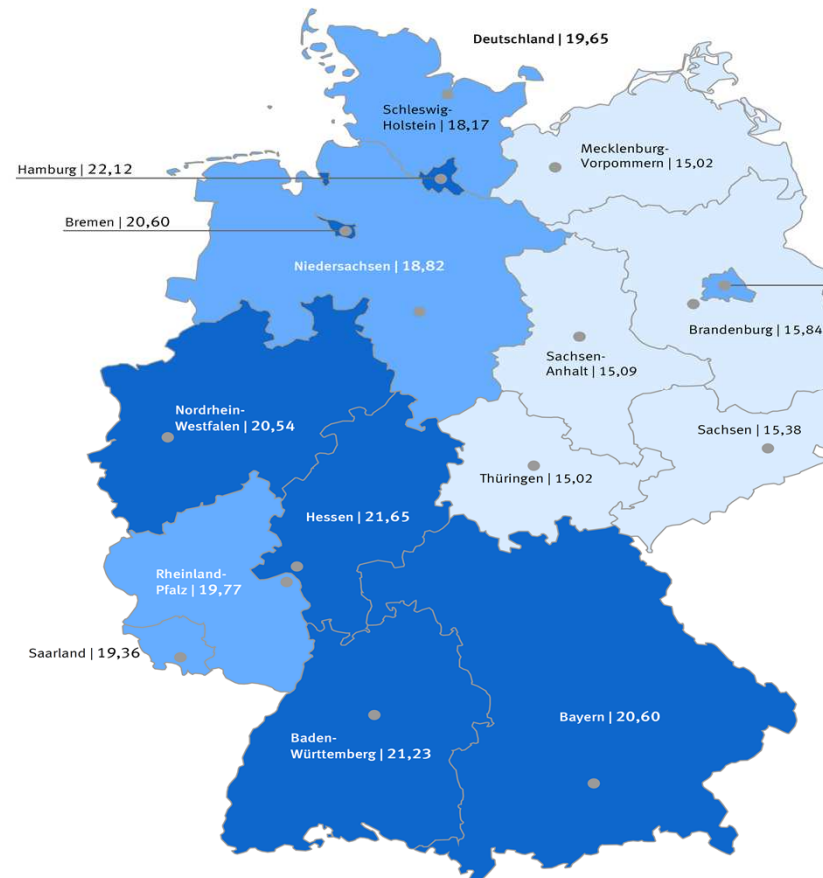 Deutschland | 19,65
Schleswig-
Holstein | 18,17
Mecklenburg-
Vorpommern | 15,02
Hamburg | 22,12
Bremen | 20,60
Niedersachsen | 18,82
Brandenburg | 15,84
Sachsen-
Anhalt | 15,09
Nordrhein-
Westfalen | 20,54
Sachsen | 15,38
Thüringen | 15,02
Hessen | 21,65
Rheinland-
Pfalz | 19,77
Saarland | 19,36
Bayern | 20,60
Baden-
Württemberg | 21,23